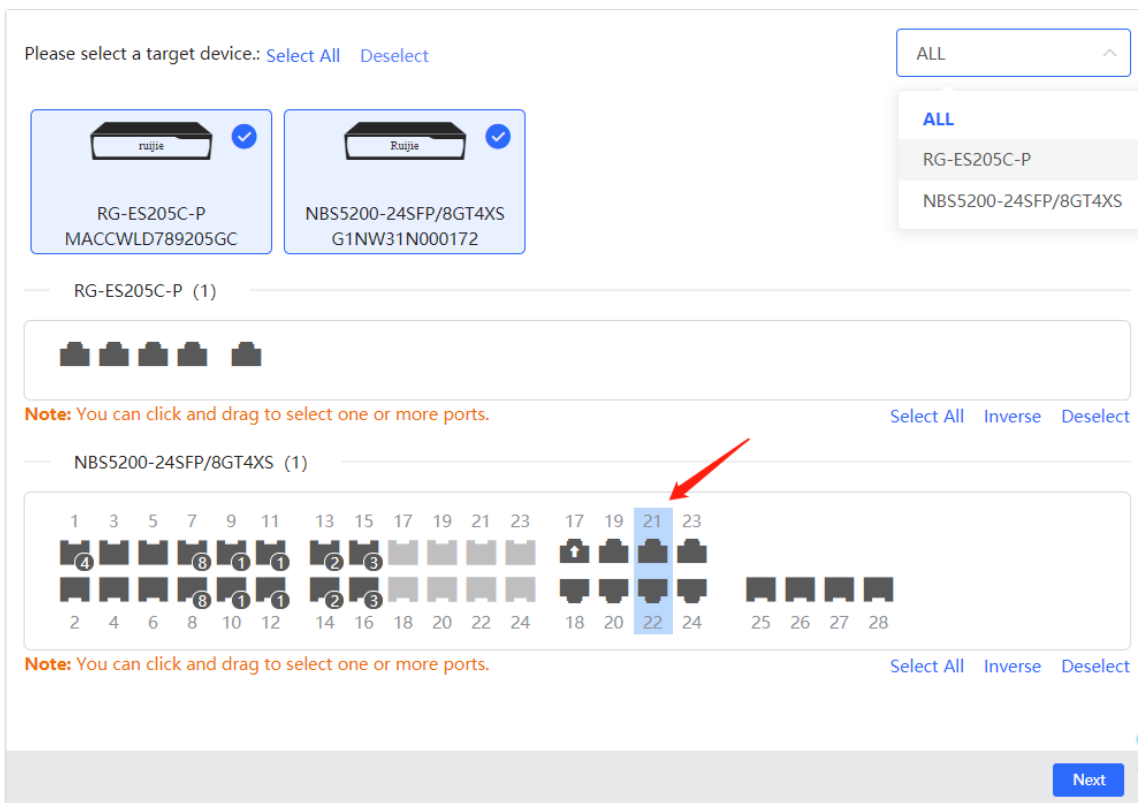 Please select a target device.: Select All Deselect
ALL
ALL
RG-ES205C-P
NBS5200-24SFP/8GT4XS
ruijie
Ruijie
RG-ES205C-P
MACCWLD789205GC
NBS5200-24SFP/8GT4XS
G1NW31N000172
RG-ES205C-P (1)
Note: You can click and drag to select one or more ports.
Select All Inverse Deselect
NBS5200-24SFP/8GT4XS (1)
1 3 5 7 9 11 13 15 17 19 21 23 17 19 21 23
4 8 1 1 2 3
8 1 1 2 3
2 4 6 8 10 12 14 16 18 20 22 24 18 20 22 24 25 26 27 28
Note: You can click and drag to select one or more ports.
Select All Inverse Deselect
Next